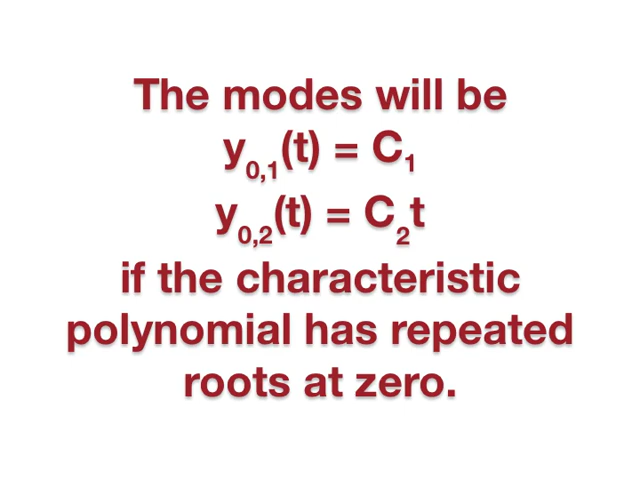 The modes will be
y₀,₁(t) = C₁
y₀,₂(t) = C₂t
if the characteristic
polynomial has repeated
roots at zero.